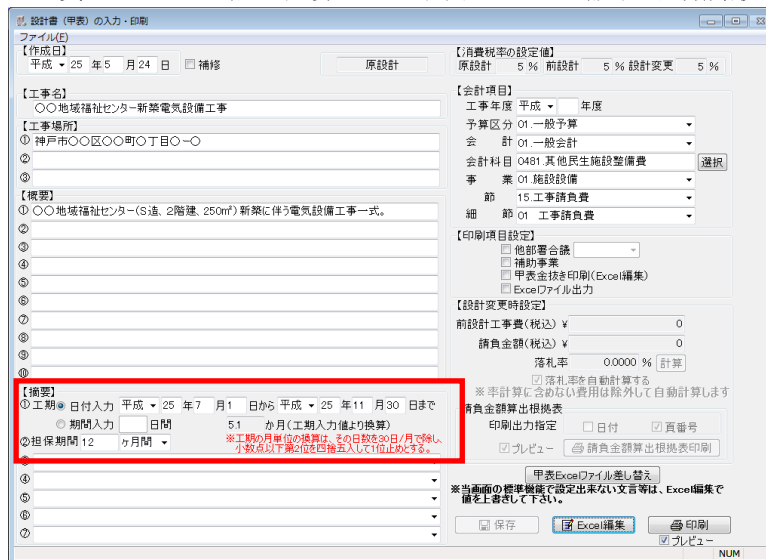 設計書（甲表）の入力・印刷
ファイル(F)
【作成日】
平成 25 年 5 月 24 日 補修 原設計
【消費税率の設定値】
原設計 5 % 前設計 5 % 設計変更 5 %
【工事名】
〇〇地域福祉センター新築電気設備工事
【工事場所】
① 神戸市〇〇区〇〇町〇丁目〇-〇
②
③
【概要】
① 〇〇地域福祉センター(S造、2階建、250㎡)新築に伴う電気設備工事一式。
②
③
④
⑤
⑥
⑦
⑧
⑨
⑩
【摘要】
① 工期 日付入力 平成 25 年 7 月 1 日から 平成 25 年 11 月 30 日まで
期間入力 日間 5.1 か月(工期入力値より換算)
※工期の月単位の換算は、その日数を30日/月で除し、
小数点以下第2位を四捨五入して1位止めとする。
②担保期間 12 ヶ月間
③
④
⑤
⑥
⑦
【会計項目】
工事年度 平成 年度
予算区分 01.一般予算
会計 01.一般会計
会計科目 0481.其他民生施設整備費 選択
事業 01.施設設備
節 15.工事請負費
細節 01 工事請負費
【印刷項目設定】
他部署合議
補助事業
甲表金抜き印刷(Excel編集)
Excelファイル出力
【設計変更時設定】
前設計工事費(税込) ¥ 0
請負金額(税込) ¥ 0
落札率 0.0000 % 計算
落札率を自動計算する
※率計算に含めない費用は除外して自動計算します
請負金額算出根拠表
印刷出力指定 日付 頁番号
プレビュー 請負金額算出根拠表印刷
甲表Excelファイル差し替え
※当画面の標準機能で設定出来ない文言等は、Excel編集で
値を上書きして下さい。
保存 Excel編集 印刷
プレビュー
NUM